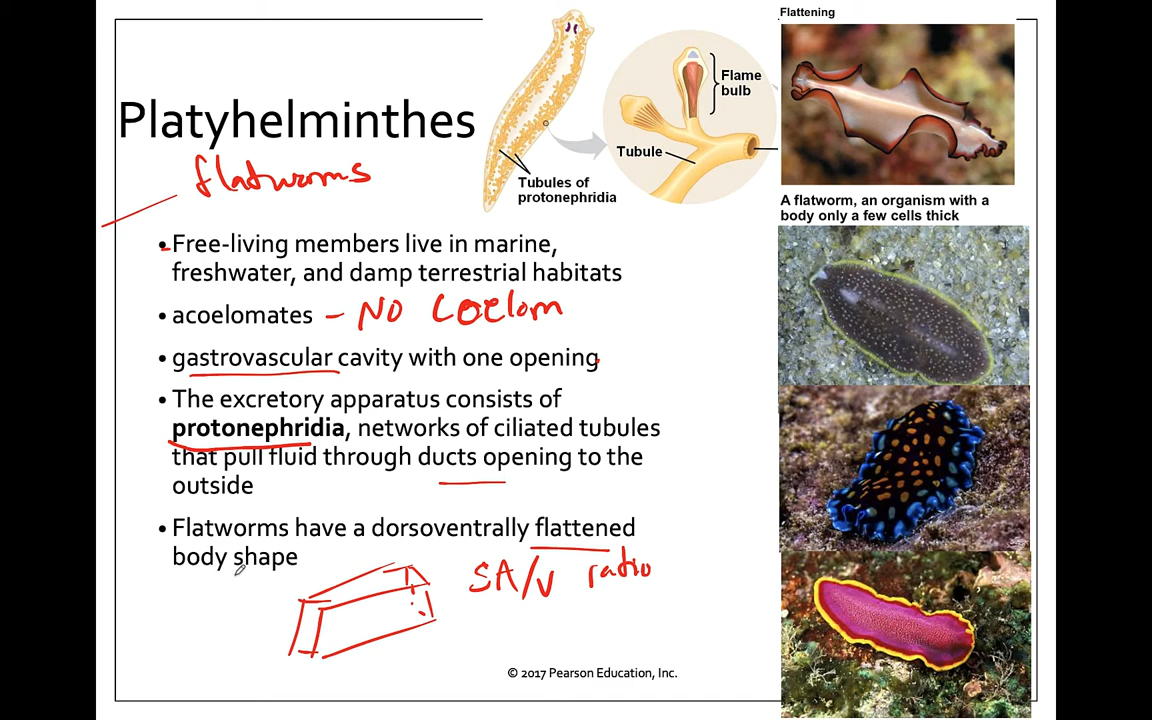 Platyhelminthes
flatworms
• Free-living members live in marine,
freshwater, and damp terrestrial habitats
• acoelomates - NO Coelom
• gastrovascular cavity with one opening
• The excretory apparatus consists of
protonephridia, networks of ciliated tubules
that pull fluid through ducts opening to the
outside
• Flatworms have a dorsoventrally flattened
body shape
SA/V ratio
© 2017 Pearson Education, Inc.
Tubules of
protonephridia
Flame
bulb
Tubule
Flattening
A flatworm, an organism with a
body only a few cells thick